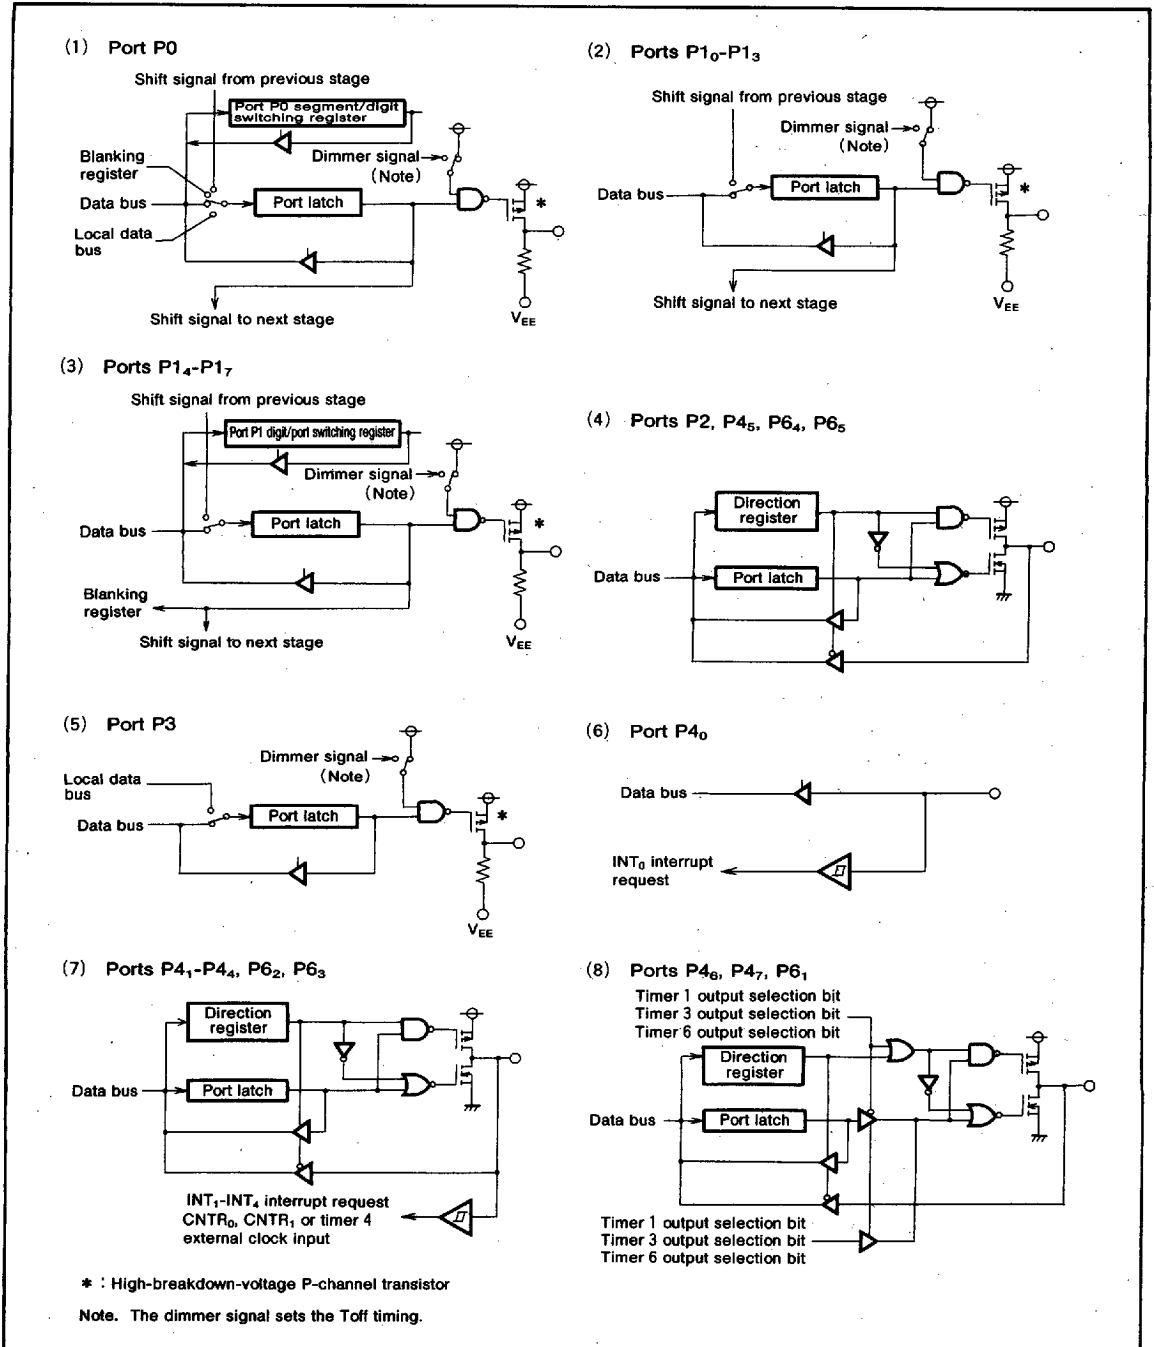 (1) Port P0
Shift signal from previous stage
Port P0 segment/digit
switching register
Dimmer signal
(Note)
Blanking
register
Data bus
Port latch
*
Local data
bus
VEE
Shift signal to next stage
(2) Ports P1₀-P1₃
Shift signal from previous stage
Dimmer signal
(Note)
Data bus
Port latch
*
Shift signal to next stage
VEE
(3) Ports P1₄-P1₇
Shift signal from previous stage
Port P1 digit/port switching register
Dimmer signal
(Note)
Data bus
Port latch
*
Blanking
register
Shift signal to next stage
VEE
(4) Ports P2, P4₅, P6₄, P6₅
Direction
register
Data bus
Port latch
(5) Port P3
Dimmer signal
(Note)
Local data
bus
Data bus
Port latch
*
VEE
(6) Port P4₀
Data bus
INT₀ interrupt
request
(7) Ports P4₁-P4₄, P6₂, P6₃
Direction
register
Data bus
Port latch
INT₁-INT₄ interrupt request
CNTR₀, CNTR₁ or timer 4
external clock input
(8) Ports P4₆, P4₇, P6₁
Timer 1 output selection bit
Timer 3 output selection bit
Timer 6 output selection bit
Direction
register
Data bus
Port latch
Timer 1 output selection bit
Timer 3 output selection bit
Timer 6 output selection bit
* : High-breakdown-voltage P-channel transistor
Note. The dimmer signal sets the Toff timing.